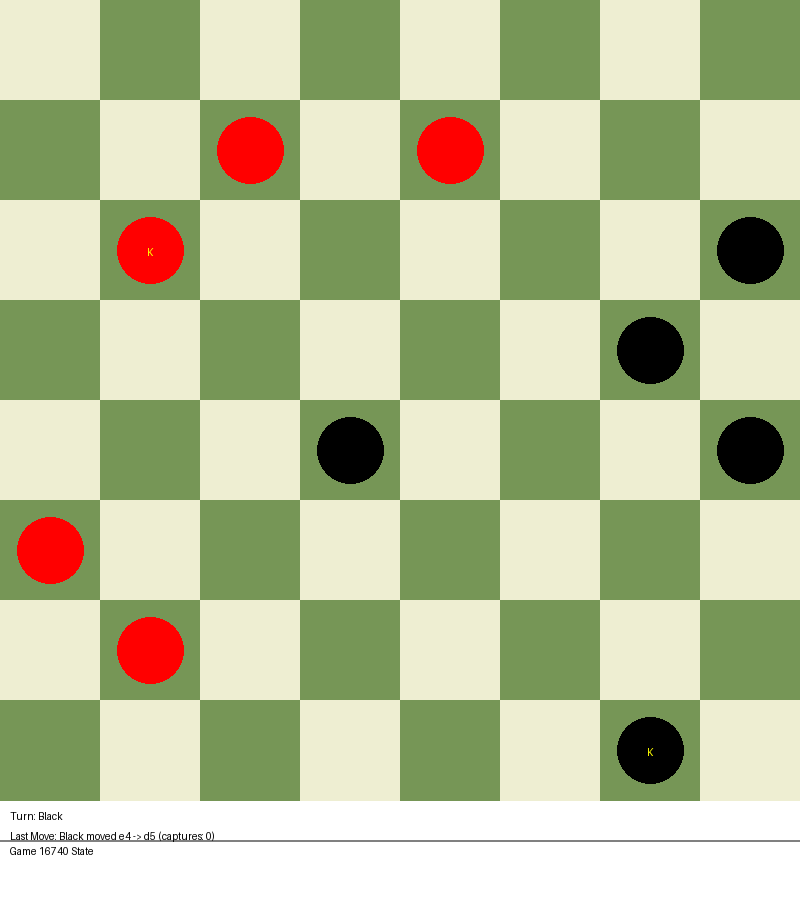 K
K
Turn: Black
Last Move: Black moved e4 -> d5 (captures: 0)
Game 16740 State